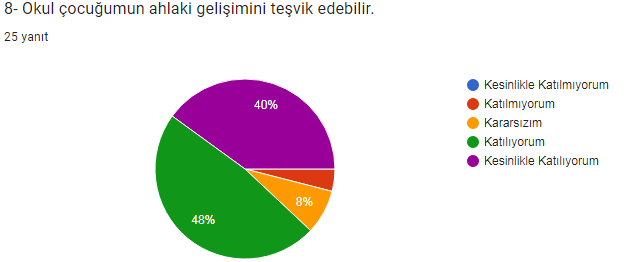 8- Okul çocuğumun ahlaki gelişimini teşvik edebilir.
25 yanıt
40%
8%
48%
Kesinlikle Katılmıyorum
Katılmıyorum
Kararsızım
Katılıyorum
Kesinlikle Katılıyorum